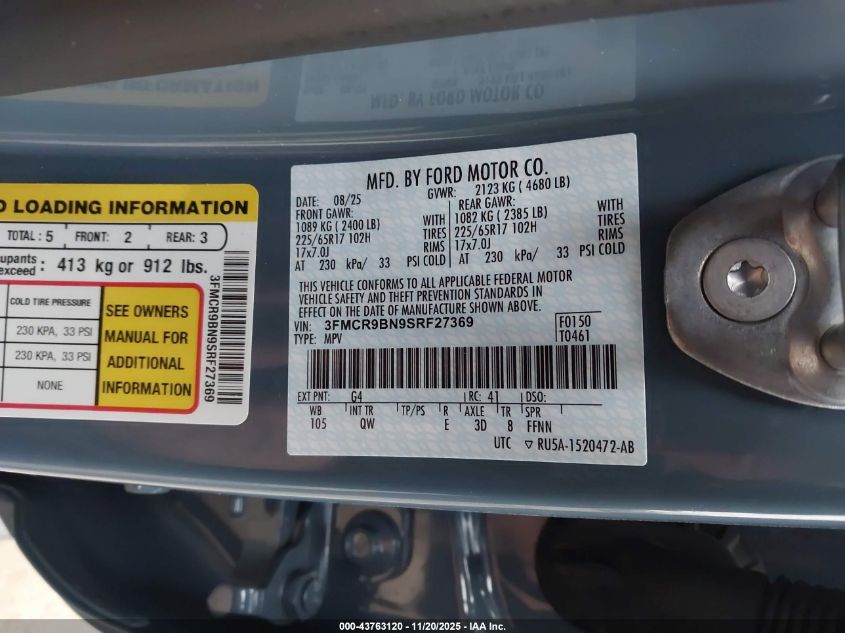 MFD. BY FORD MOTOR CO.
D LOADING INFORMATION
TOTAL: 5 FRONT: 2 REAR: 3
upants:
exceed: 413 kg or 912 lbs.
COLD TIRE PRESSURE
230 KPA, 33 PSI
230 KPA, 33 PSI
NONE
SEE OWNERS
MANUAL FOR
ADDITIONAL
INFORMATION
3FMCR9BN9SRF27369
MFD. BY FORD MOTOR CO.
DATE: 08/25 GVWR: 2123 KG ( 4680 LB)
FRONT GAWR: WITH REAR GAWR: WITH
1089 KG ( 2400 LB) TIRES 1082 KG ( 2385 LB) TIRES
225/65R17 102H RIMS 225/65R17 102H RIMS
17x7.0J 17x7.0J
AT 230 kPa/ 33 PSI COLD AT 230 kPa/ 33 PSI COLD
THIS VEHICLE CONFORMS TO ALL APPLICABLE FEDERAL MOTOR
VEHICLE SAFETY AND THEFT PREVENTION STANDARDS IN
EFFECT ON THE DATE OF MANUFACTURE SHOWN ABOVE.
VIN: 3FMCR9BN9SRF27369 F0150
TYPE: MPV T0461
EXT PNT: G4 RC: 41 DSO:
WB INT TR TP/PS R AXLE TR SPR
105 QW E 3D 8 FFNN
UTC ▽ RU5A-1520472-AB
000-43763120 - 11/20/2025 - IAA Inc.